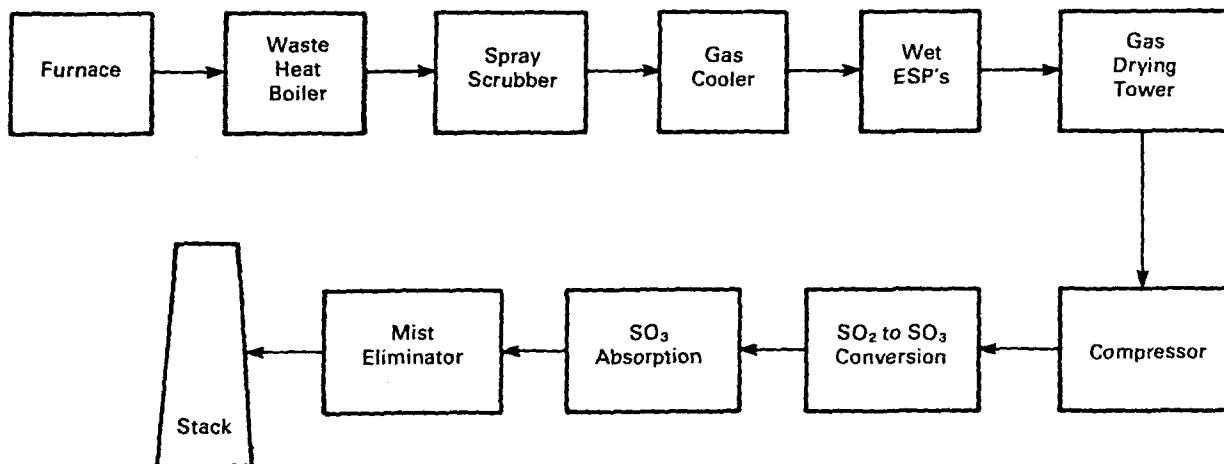 Furnace
Waste
Heat
Boiler
Spray
Scrubber
Gas
Cooler
Wet
ESP's
Gas
Drying
Tower
Compressor
SO₂ to SO₃
Conversion
SO₃
Absorption
Mist
Eliminator
Stack